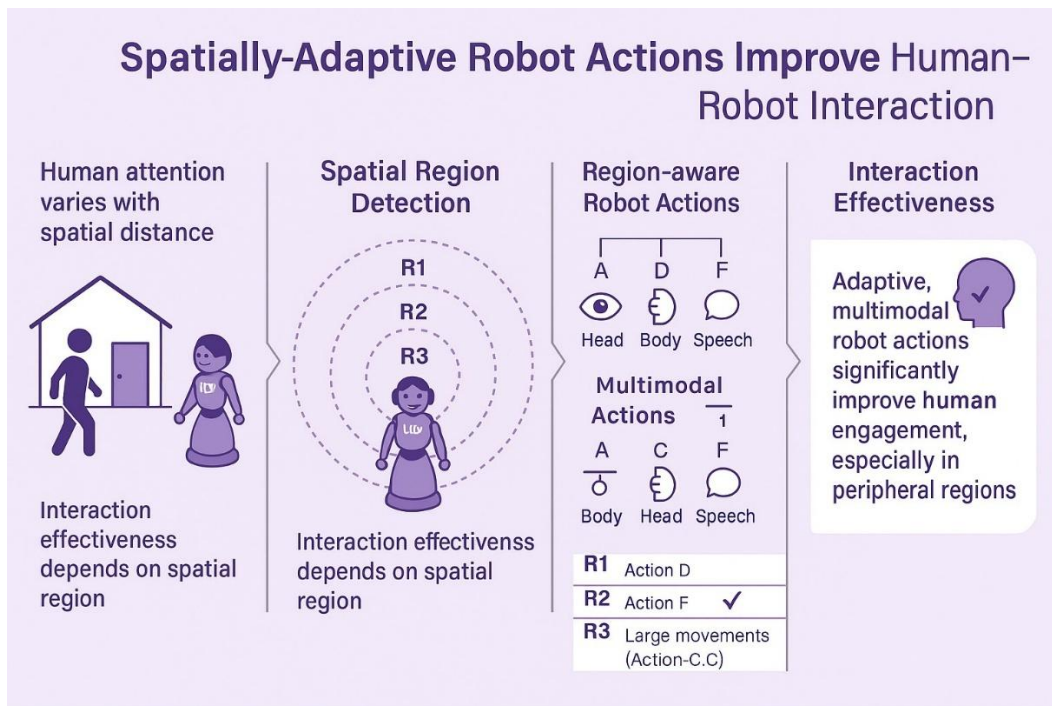 Spatially-Adaptive Robot Actions Improve Human–
Robot Interaction
Human attention
varies with
spatial distance
Interaction
effectiveness
depends on spatial
region
Spatial Region
Detection
R1
R2
R3
Interaction effectivenss
depends on spatial
region
Region-aware
Robot Actions
A D F
Head Body Speech
Multimodal
Actions
1
A C F
Body Head Speech
R1 Action D
R2 Action F ✓
R3 Large movements
(Action-C.C)
Interaction
Effectiveness
Adaptive,
multimodal
robot actions
significantly
improve human
engagement,
especially in
peripheral regions